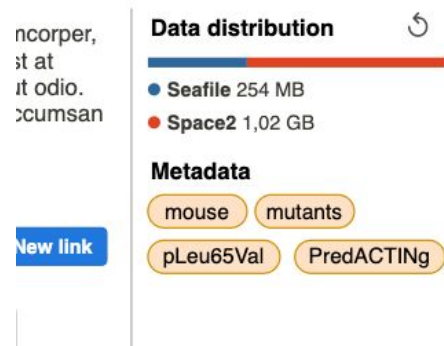 mcorper,
st at
ut odio.
ccumsan
New link
Data distribution
Seafile 254 MB
Space2 1,02 GB
Metadata
mouse mutants
pLeu65Val PredACTINg